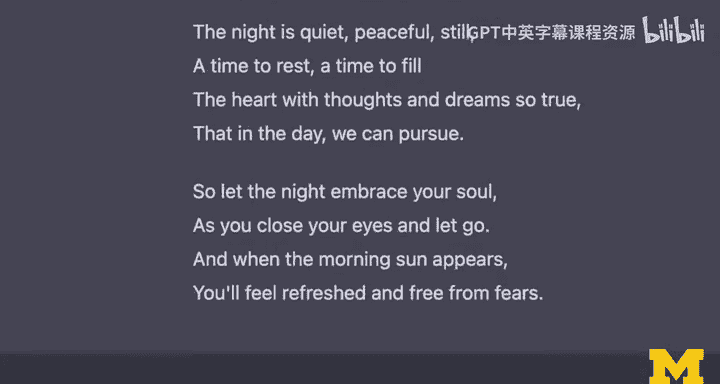 The night is quiet, peaceful, still, GPT中英字幕课程资源 bilibili
A time to rest, a time to fill
The heart with thoughts and dreams so true,
That in the day, we can pursue.
So let the night embrace your soul,
As you close your eyes and let go.
And when the morning sun appears,
You'll feel refreshed and free from fears.
M